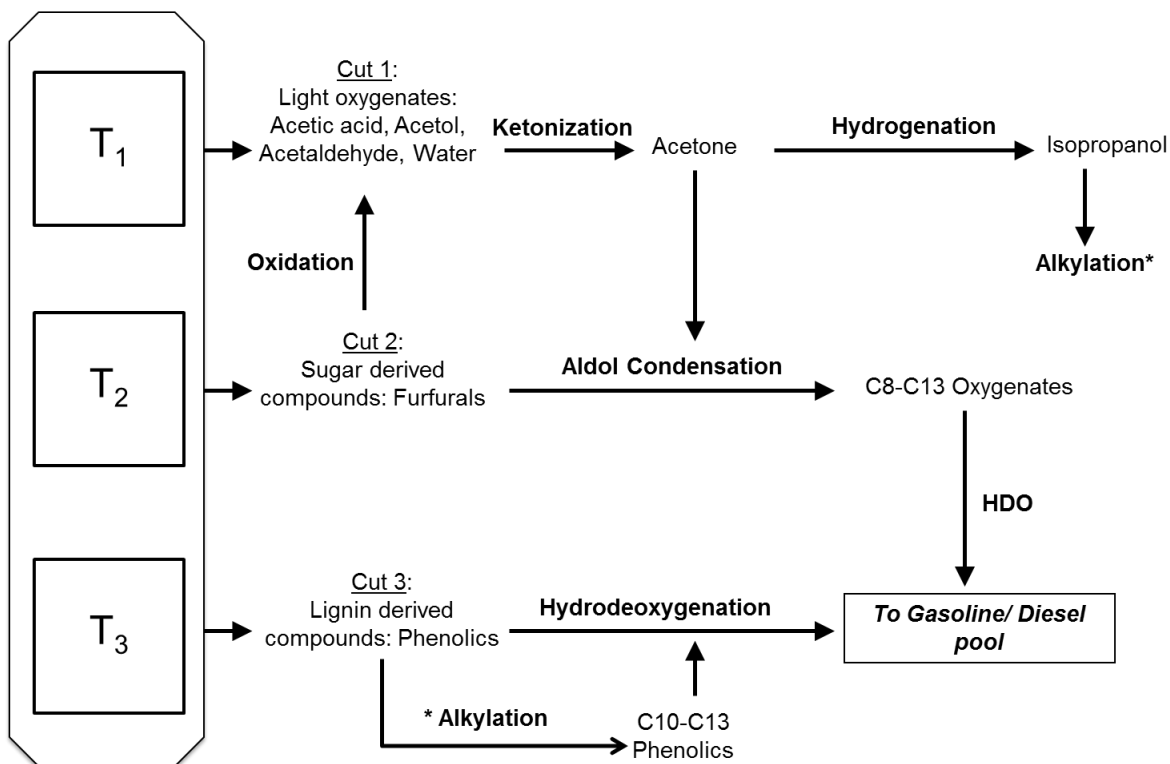 T1
Cut 1:
Light oxygenates:
Acetic acid, Acetol,
Acetaldehyde, Water
Ketonization
Acetone
Hydrogenation
Isopropanol
Alkylation*
Oxidation
T2
Cut 2:
Sugar derived
compounds: Furfurals
Aldol Condensation
C8-C13 Oxygenates
HDO
T3
Cut 3:
Lignin derived
compounds: Phenolics
Hydrodeoxygenation
To Gasoline/ Diesel
pool
* Alkylation
C10-C13
Phenolics